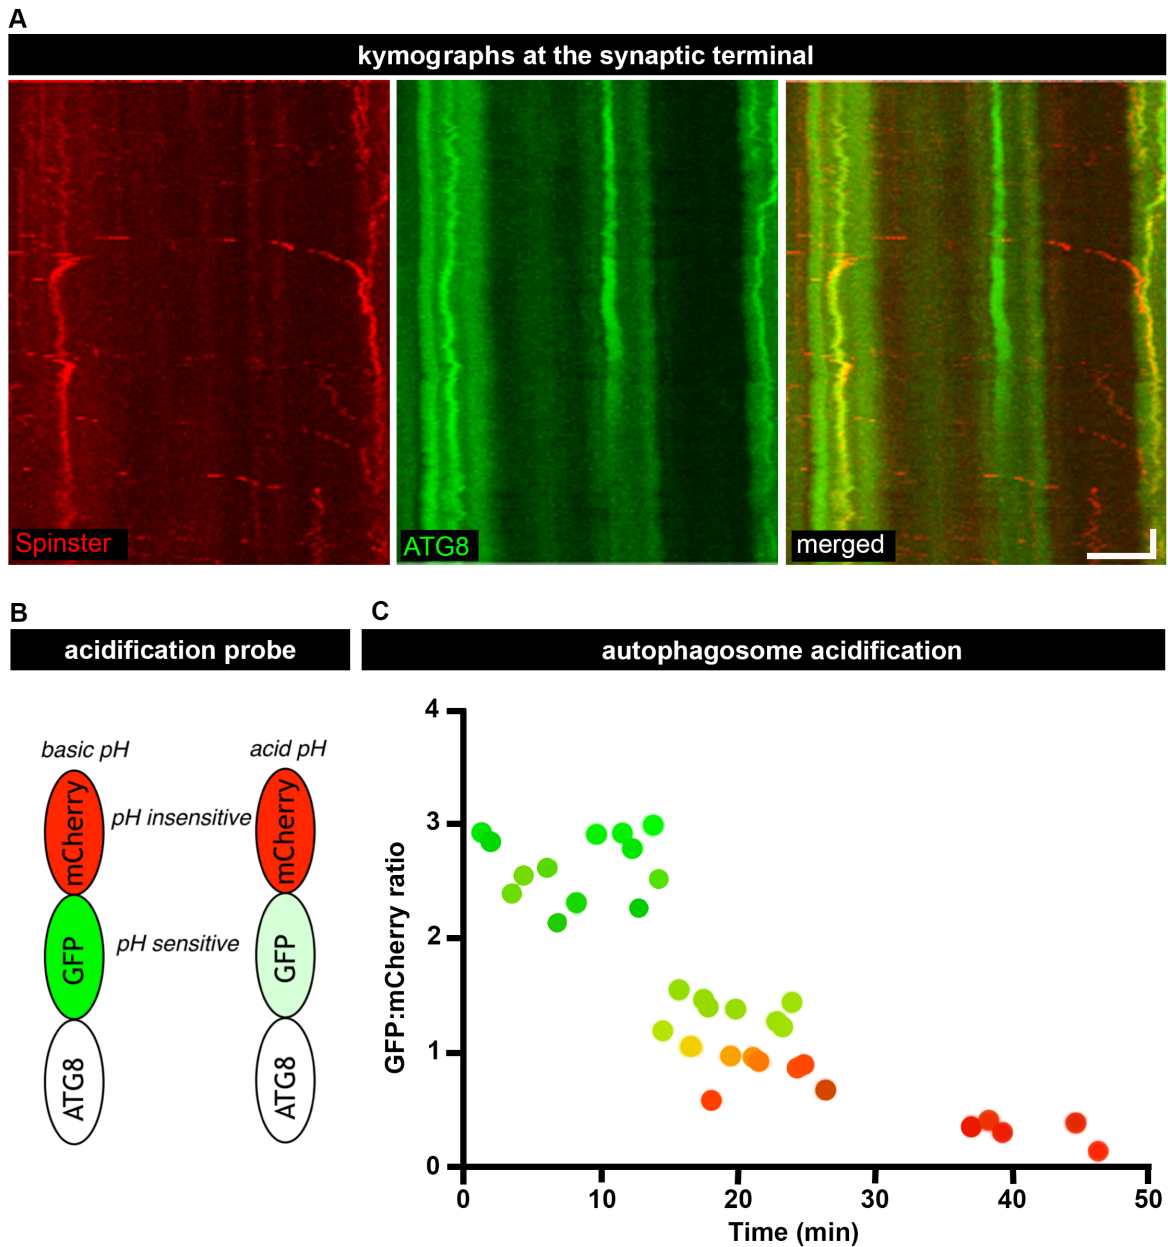 A
kymographs at the synaptic terminal
Spinster
ATG8
merged
B
acidification probe
basic pH
acid pH
mCherry
pH insensitive
mCherry
GFP
pH sensitive
GFP
ATG8
ATG8
C
autophagosome acidification
4
3
2
1
0
GFP:mCherry ratio
0 10 20 30 40 50
Time (min)